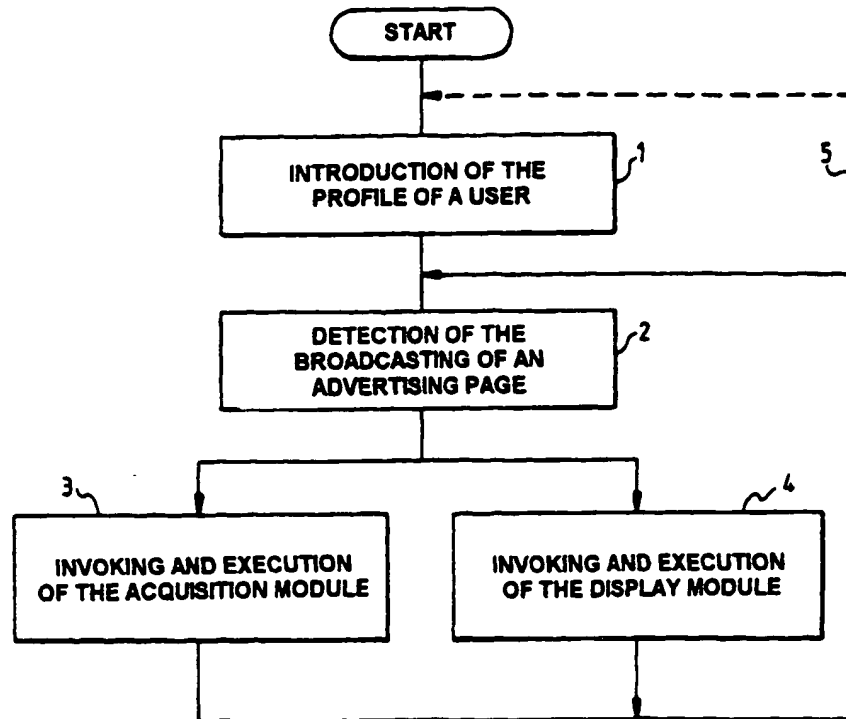 START
1
INTRODUCTION OF THE
PROFILE OF A USER
5
2
DETECTION OF THE
BROADCASTING OF AN
ADVERTISING PAGE
3
4
INVOKING AND EXECUTION
OF THE ACQUISITION MODULE
INVOKING AND EXECUTION
OF THE DISPLAY MODULE